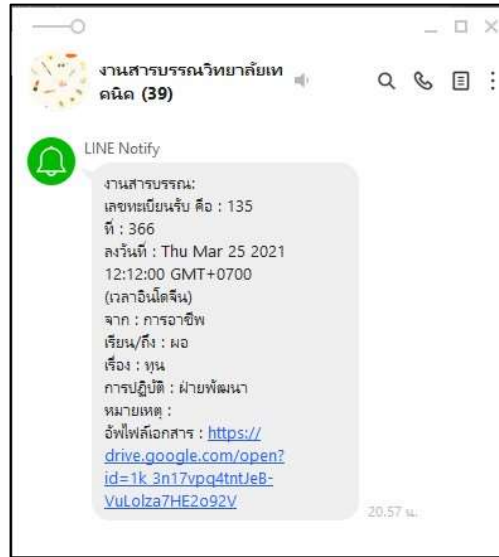 งานสารบรรณวิทยาลัยเท
คนิค (39)
LINE Notify
งานสารบรรณ:
เลขทะเบียนรับ คือ : 135
ที่ : 366
ลงวันที่ : Thu Mar 25 2021
12:12:00 GMT+0700
(เวลาอินโดจีน)
จาก : การอาชีพ
เรียน/ถึง : ผอ
เรื่อง : ทุน
การปฏิบัติ : ฝ่ายพัฒนา
หมายเหตุ :
อัพไฟล์เอกสาร : https://
drive.google.com/open?
id=1k_3n17vpq4tntJeB-
VuLolza7HE2o92V
20.57 น.